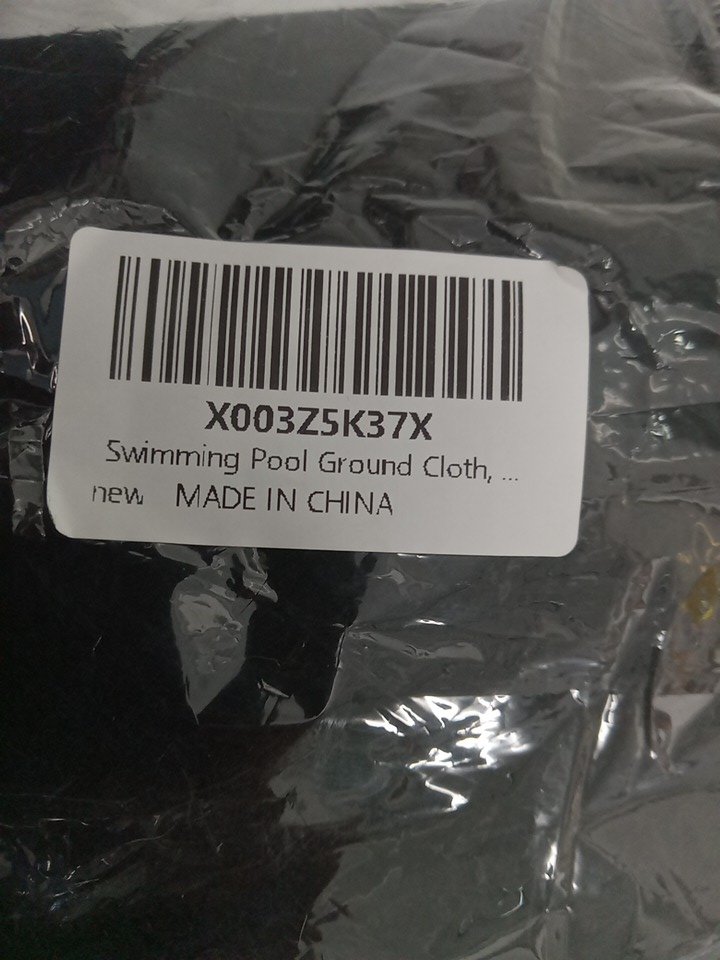 X003Z5K37X
Swimming Pool Ground Cloth, ...
new MADE IN CHINA